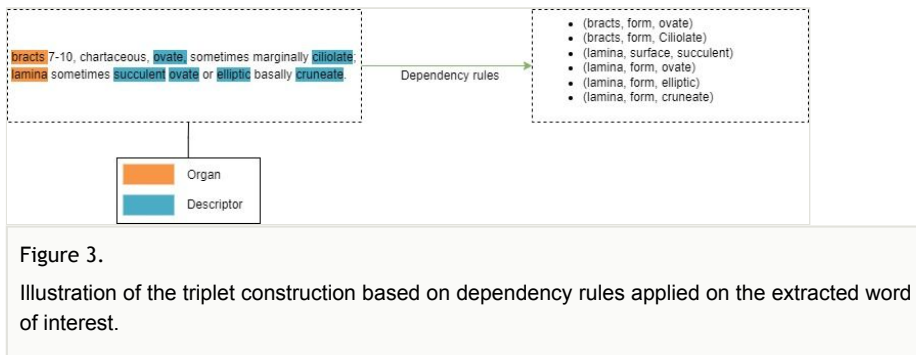 bracts 7-10, chartaceous, ovate, sometimes marginally ciliolate;
lamina sometimes succulent ovate or elliptic basally cruneate.
Dependency rules
• (bracts, form, ovate)
• (bracts, form, Ciliolate)
• (lamina, surface, succulent)
• (lamina, form, ovate)
• (lamina, form, elliptic)
• (lamina, form, cruneate)
Organ
Descriptor
Figure 3.
Illustration of the triplet construction based on dependency rules applied on the extracted word
of interest.